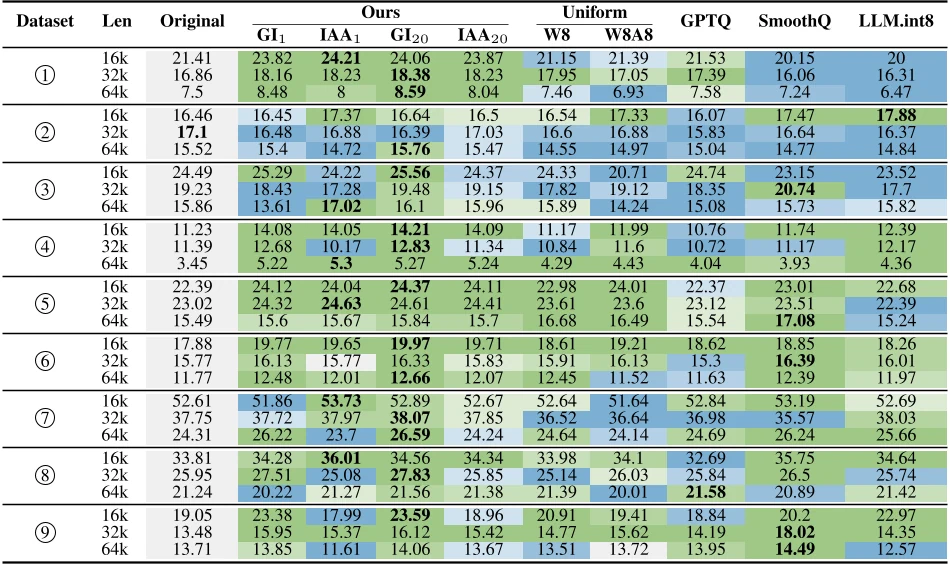 Dataset Len Original Ours Uniform GPTQ SmoothQ LLM.int8
GI1 IAA1 GI20 IAA20 W8 W8A8
16k 21.41 23.82 24.21 24.06 23.87 21.15 21.39 21.53 20.15 20
① 32k 16.86 18.16 18.23 18.38 18.23 17.95 17.05 17.39 16.06 16.31
64k 7.5 8.48 8 8.59 8.04 7.46 6.93 7.58 7.24 6.47
16k 16.46 16.45 17.37 16.64 16.5 16.54 17.33 16.07 17.47 17.88
② 32k 17.1 16.48 16.88 16.39 17.03 16.6 16.88 15.83 16.64 16.37
64k 15.52 15.4 14.72 15.76 15.47 14.55 14.97 15.04 14.77 14.84
16k 24.49 25.29 24.22 25.56 24.37 24.33 20.71 24.74 23.15 23.52
③ 32k 19.23 18.43 17.28 19.48 19.15 17.82 19.12 18.35 20.74 17.7
64k 15.86 13.61 17.02 16.1 15.96 15.89 14.24 15.08 15.73 15.82
16k 11.23 14.08 14.05 14.21 14.09 11.17 11.99 10.76 11.74 12.39
④ 32k 11.39 12.68 10.17 12.83 11.34 10.84 11.6 10.72 11.17 12.17
64k 3.45 5.22 5.3 5.27 5.24 4.29 4.43 4.04 3.93 4.36
16k 22.39 24.12 24.04 24.37 24.11 22.98 24.01 22.37 23.01 22.68
⑤ 32k 23.02 24.32 24.63 24.61 24.41 23.61 23.6 23.12 23.51 22.39
64k 15.49 15.6 15.67 15.84 15.7 16.68 16.49 15.54 17.08 15.24
16k 17.88 19.77 19.65 19.97 19.71 18.61 19.21 18.62 18.85 18.26
⑥ 32k 15.77 16.13 15.77 16.33 15.83 15.91 16.13 15.3 16.39 16.01
64k 11.77 12.48 12.01 12.66 12.07 12.45 11.52 11.63 12.39 11.97
16k 52.61 51.86 53.73 52.89 52.67 52.64 51.64 52.84 53.19 52.69
⑦ 32k 37.75 37.72 37.97 38.07 37.85 36.52 36.64 36.98 35.57 38.03
64k 24.31 26.22 23.7 26.59 24.24 24.64 24.14 24.69 26.24 25.66
16k 33.81 34.28 36.01 34.56 34.34 33.98 34.1 32.69 35.75 34.64
⑧ 32k 25.95 27.51 25.08 27.83 25.85 25.14 26.03 25.84 26.5 25.74
64k 21.24 20.22 21.27 21.56 21.38 21.39 20.01 21.58 20.89 21.42
16k 19.05 23.38 17.99 23.59 18.96 20.91 19.41 18.84 20.2 22.97
⑨ 32k 13.48 15.95 15.37 16.12 15.42 14.77 15.62 14.19 18.02 14.35
64k 13.71 13.85 11.61 14.06 13.67 13.51 13.72 13.95 14.49 12.57